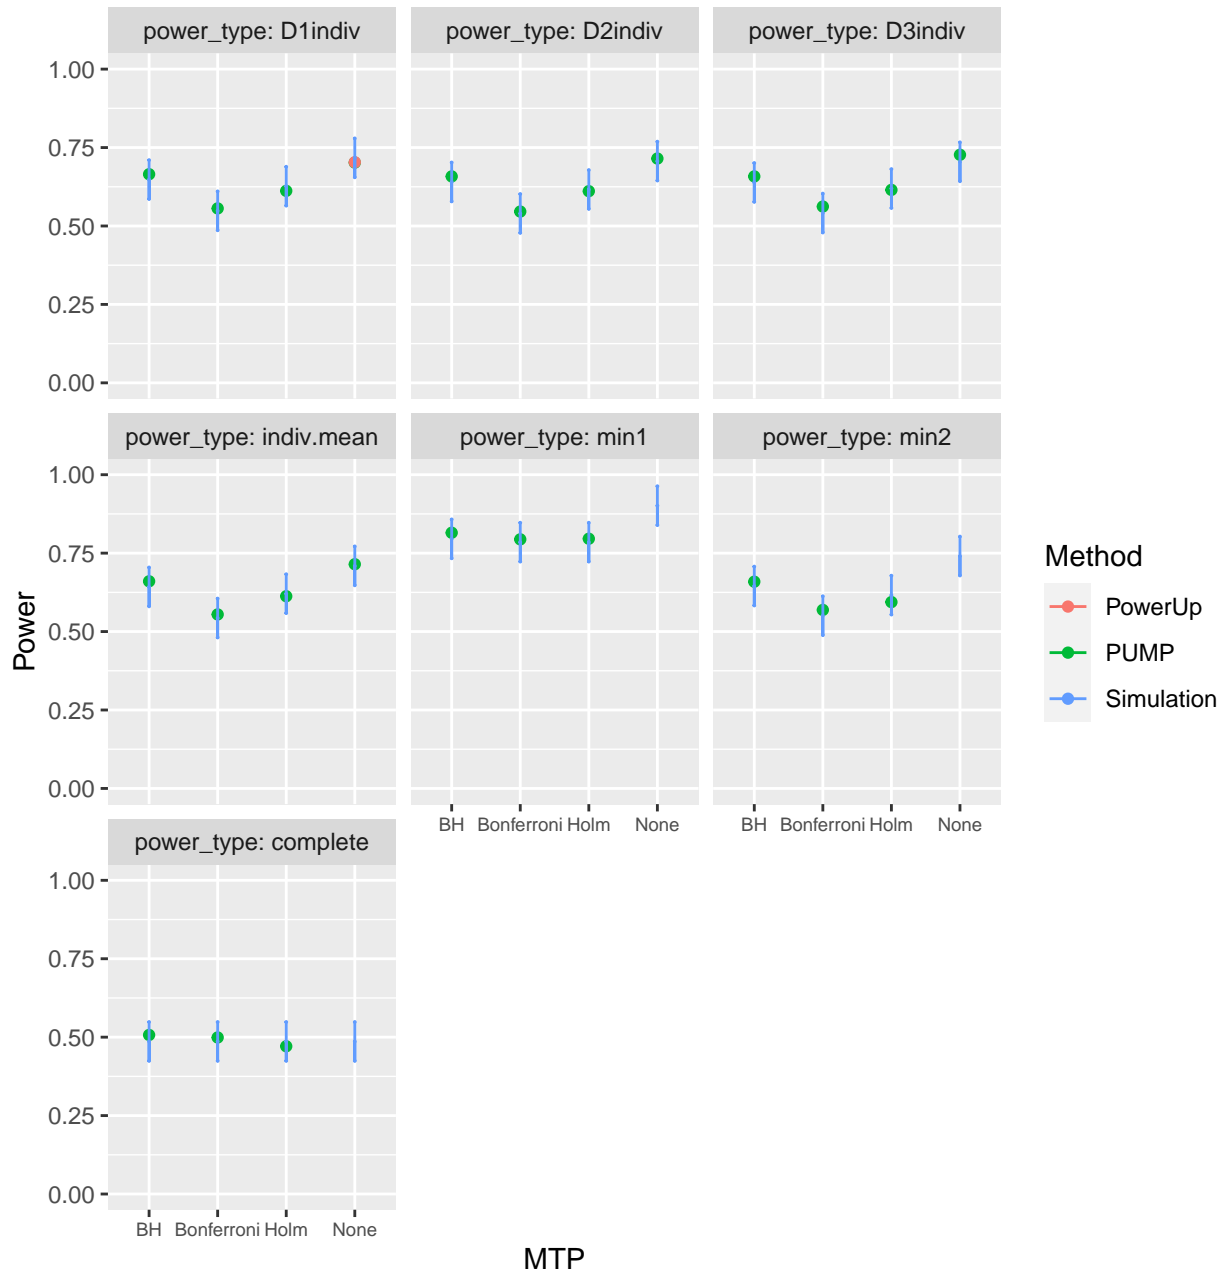 power_type: D1indiv
power_type: D2indiv
power_type: D3indiv
1.00
0.75
0.50
0.25
0.00
power_type: indiv.mean
power_type: min1
power_type: min2
1.00
0.75
0.50
0.25
0.00
BH Bonferroni Holm None
BH Bonferroni Holm None
power_type: complete
1.00
0.75
0.50
0.25
0.00
BH Bonferroni Holm None
MTP
Power
Method
PowerUp
PUMP
Simulation